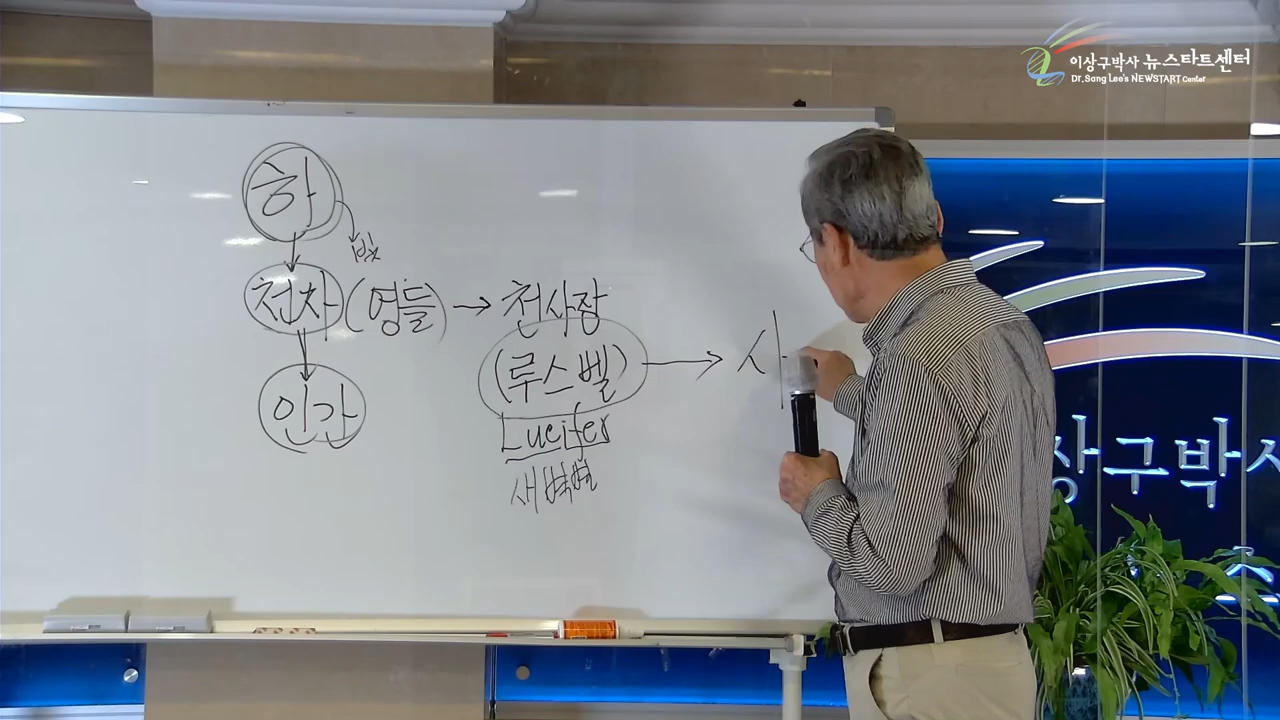 이상구박사 뉴스타트센터
Dr. Sang Lee's NEWSTART Center
하
빛
천사 (영들) → 천사장
(루스벨) → 사
Lucifer
새벽별
인간
상구박사